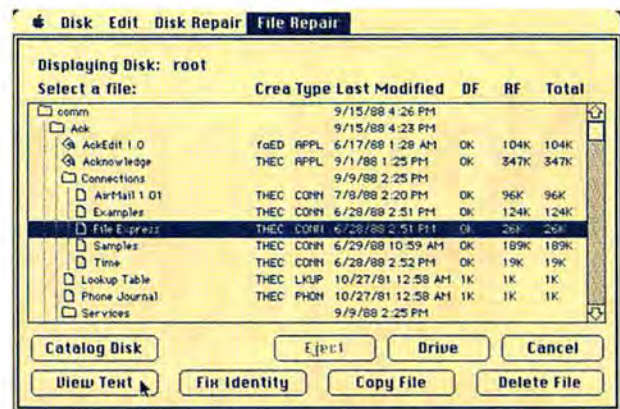 Disk Edit Disk Repair File Repair
Displaying Disk: root
Select a file: Crea Type Last Modified DF RF Total
comm 9/15/88 4:26 PM
Ack 9/15/88 4:23 PM
AckEdit 1.0 faED APPL 6/17/88 1:28 AM 0K 104K 104K
Acknowledge THEC APPL 9/1/88 1:25 PM 0K 347K 347K
Connections 9/9/88 2:25 PM
AirMail 1.01 THEC CONN 7/8/88 2:20 PM 0K 96K 96K
Examples THEC CONN 6/28/88 2:51 PM 0K 124K 124K
File Express THEC CONN 6/28/88 2:51 PM 0K 26K 26K
Samples THEC CONN 6/29/88 10:59 AM 0K 189K 189K
Time THEC CONN 6/28/88 2:52 PM 0K 19K 19K
Lookup Table THEC LKUP 10/27/81 12:58 AM 1K 1K 1K
Phone Journal THEC PHON 10/27/81 12:58 AM 1K 1K 1K
Services 9/9/88 2:25 PM
Catalog Disk Eject Drive Cancel
View Text Fix Identity Copy File Delete File